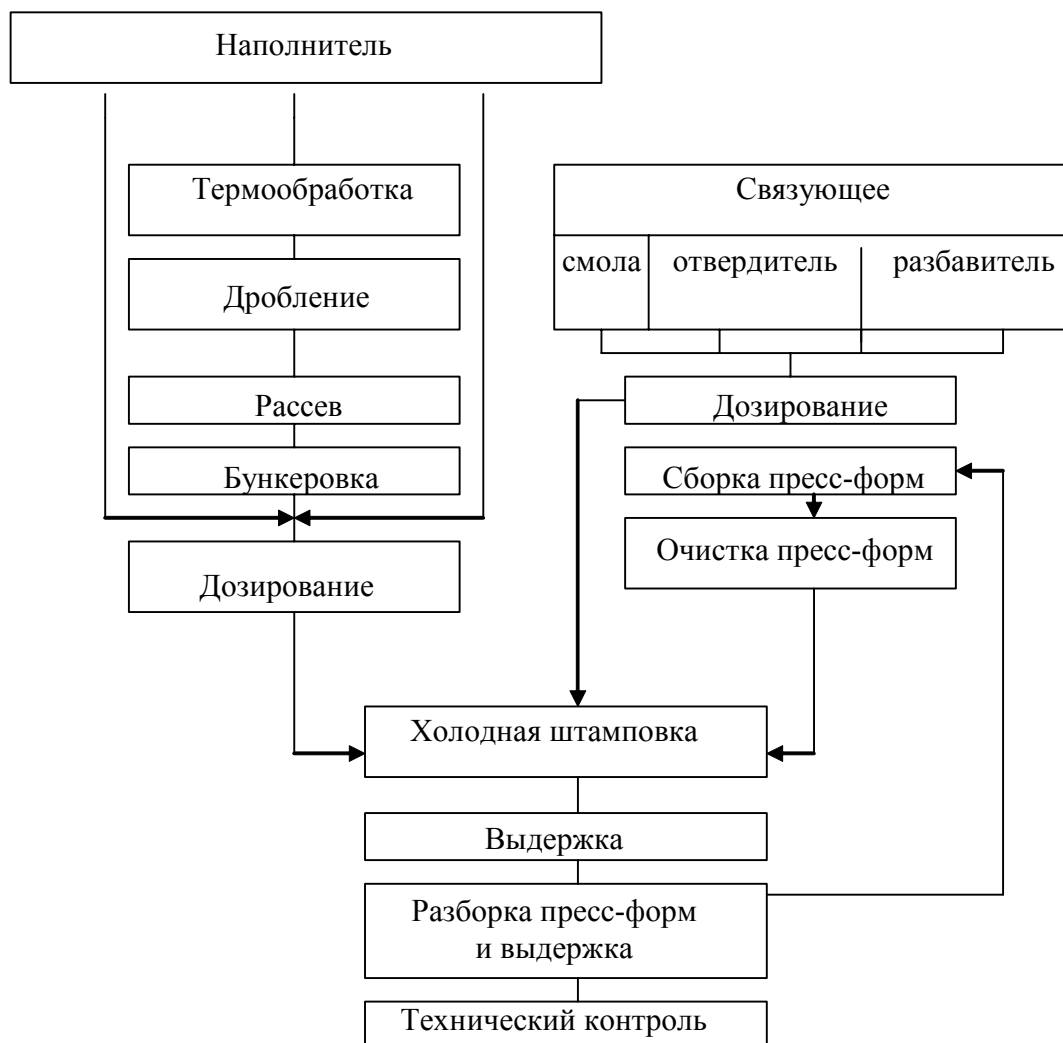 Наполнитель
Термообработка
Дробление
Рассев
Бункеровка
Дозирование
Связующее
смола отвердитель разбавитель
Дозирование
Сборка пресс-форм
Очистка пресс-форм
Холодная штамповка
Выдержка
Разборка пресс-форм
и выдержка
Технический контроль